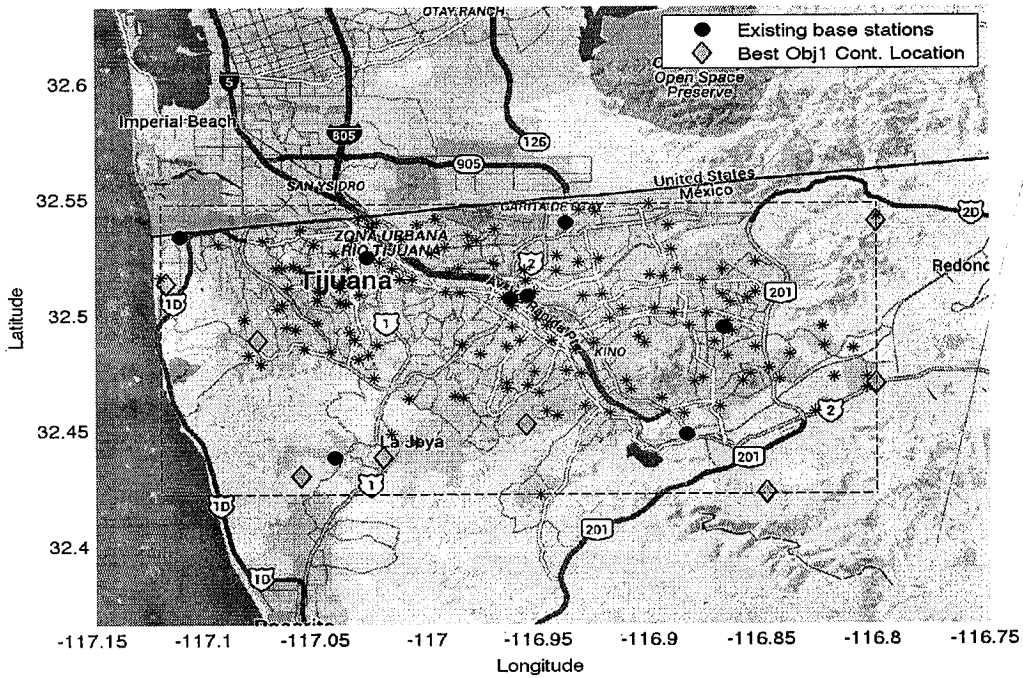 OTAY RANCH
Existing base stations
Best Obj1 Cont. Location
Open Space
Preserve
32.6
5
Imperial Beach
805
125
905
SAN YSIDRO
United States
México
32.55
GARITA DE OTAY
2D
ZONA URBANA
RIO TIJUANA
2
Redond
Tijuana
201
1D
Latitude
32.5
1
KINO
2
32.45
La Joya
201
1
1D
201
32.4
1D
-117.15
-117.1
-117.05
-117
-116.95
-116.9
-116.85
-116.8
-116.75
Longitude